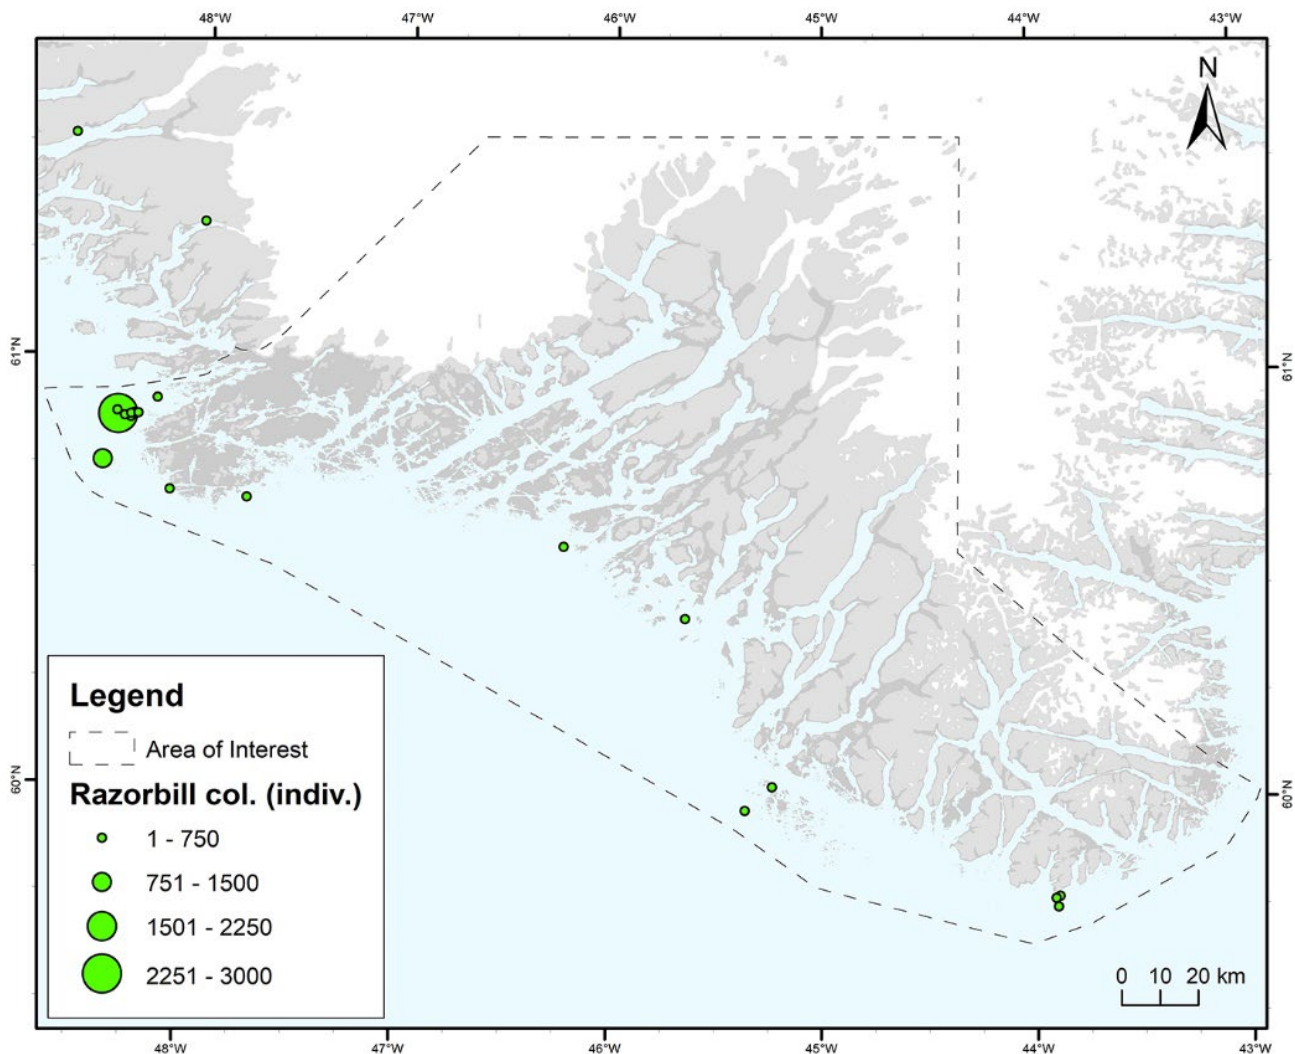 48°W 47°W 46°W 45°W 44°W 43°W
N
61°N 61°N
60°N 60°N
Legend
Area of Interest
Razorbill col. (indiv.)
1 - 750
751 - 1500
1501 - 2250
2251 - 3000
0 10 20 km
48°W 47°W 46°W 45°W 44°W 43°W